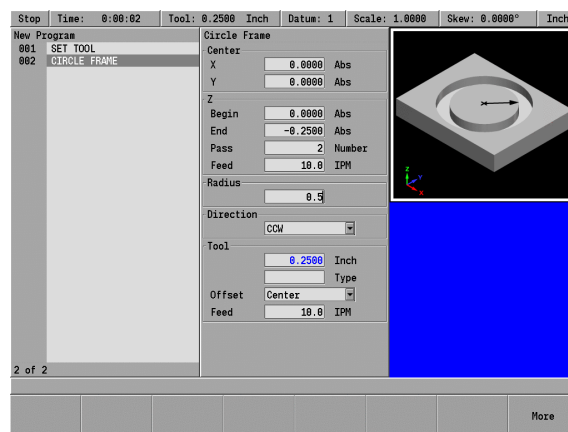 Stop Time: 0:00:02 Tool: 0.2500 Inch Datum: 1 Scale: 1.0000 Skew: 0.0000° Inch
New Program
001 SET TOOL
002 CIRCLE FRAME
2 of 2
Circle Frame
Center
X 0.0000 Abs
Y 0.0000 Abs
Z
Begin 0.0000 Abs
End -0.2500 Abs
Pass 2 Number
Feed 10.0 IPM
Radius
0.5
Direction
CCW
Tool
0.2500 Inch
Type
Offset Center
Feed 10.0 IPM
Z
Y
X
More